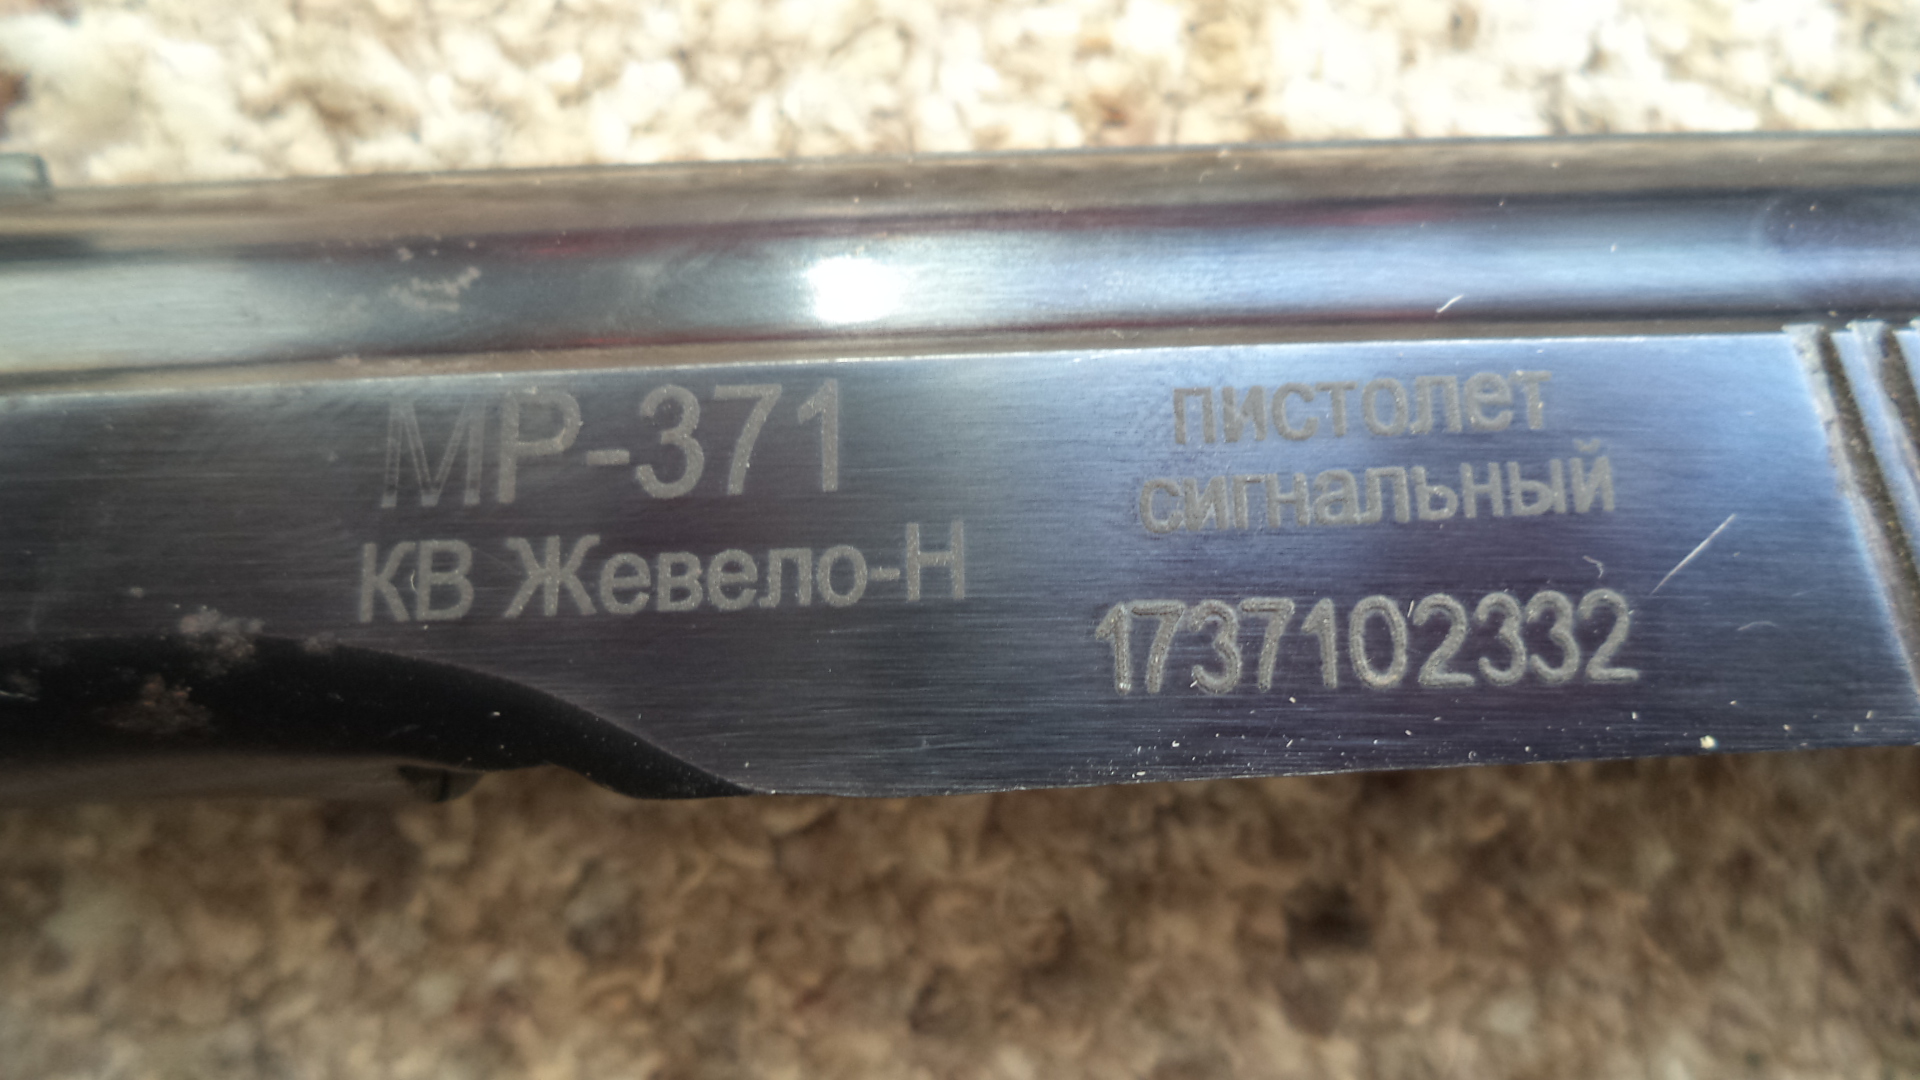 МР-371
КВ Жевело-Н
пистолет
сигнальный
1737102332